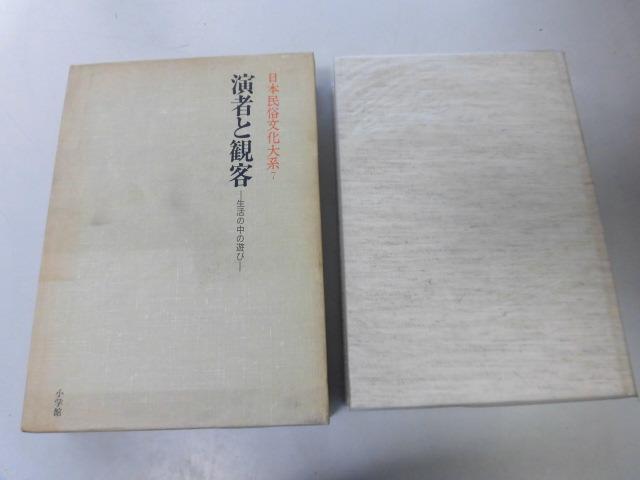 日本民俗文化大系7
演者と観客
―生活の中の遊び―
小学館